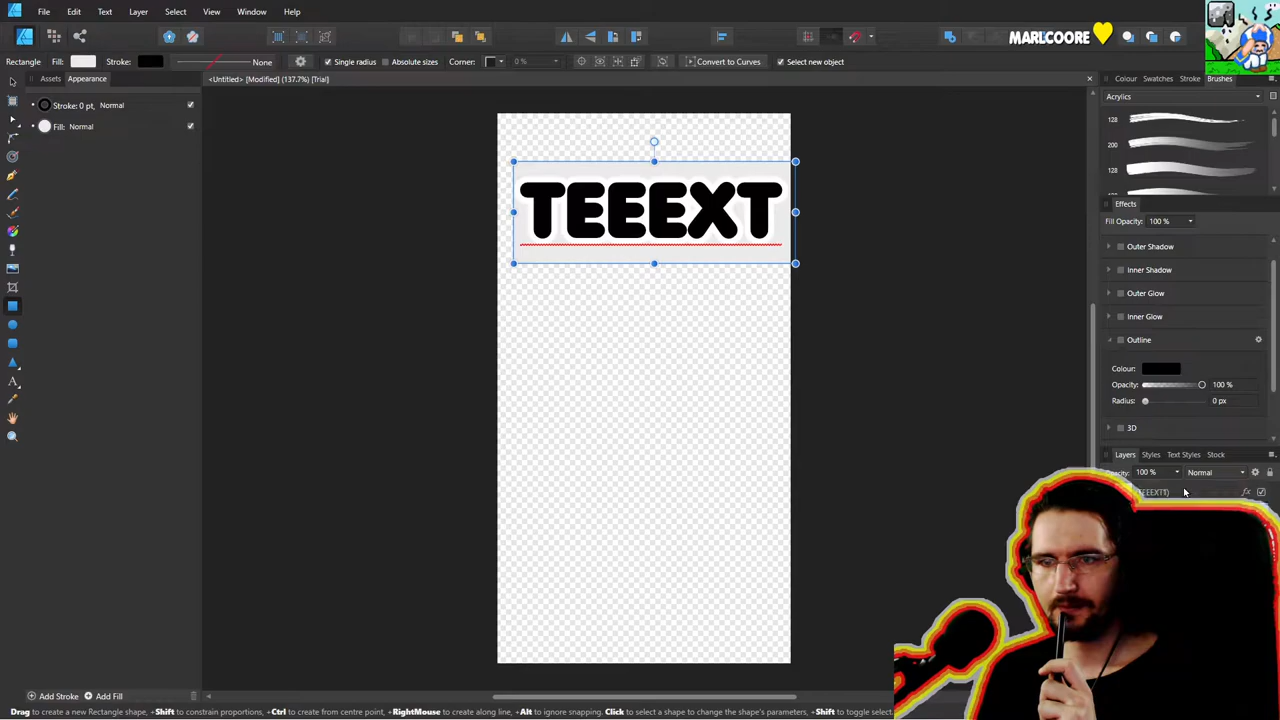 File Edit Text Layer Select View Window Help
MARLCOORE
Rectangle Fill: Stroke: None Single radius Absolute sizes Corner: 0 % Convert to Curves Select new object
Assets Appearance
<Untitled> [Modified] (137.7%) [Trial]
Colour Swatches Stroke Brushes
Acrylics
Stroke: 0 pt, Normal
Fill: Normal
128
200
128
TEEEXT
Effects
Fill Opacity: 100 %
Outer Shadow
Inner Shadow
Outer Glow
Inner Glow
Outline
Colour:
Opacity: 100 %
Radius: 0 px
3D
Layers Styles Text Styles Stock
100 % Normal
fx
Add Stroke Add Fill
Drag to create a new Rectangle shape, +Shift to constrain proportions, +Ctrl to create from centre point, +RightMouse to create along line, +Alt to ignore snapping. Click to select a shape to change the shape's parameters, +Shift to toggle selec